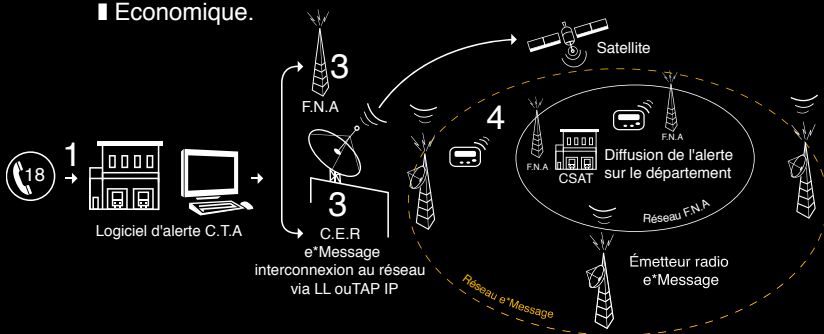 Economique.
Satellite
3
F.N.A
4
F.N.A
1
18
F.N.A
CSAT
Diffusion de l'alerte
sur le département
Réseau F.N.A
Logiciel d'alerte C.T.A
3
C.E.R
e*Message
interconnexion au réseau
via LL ouTAP IP
Émetteur radio
e*Message
Réseau e*Message